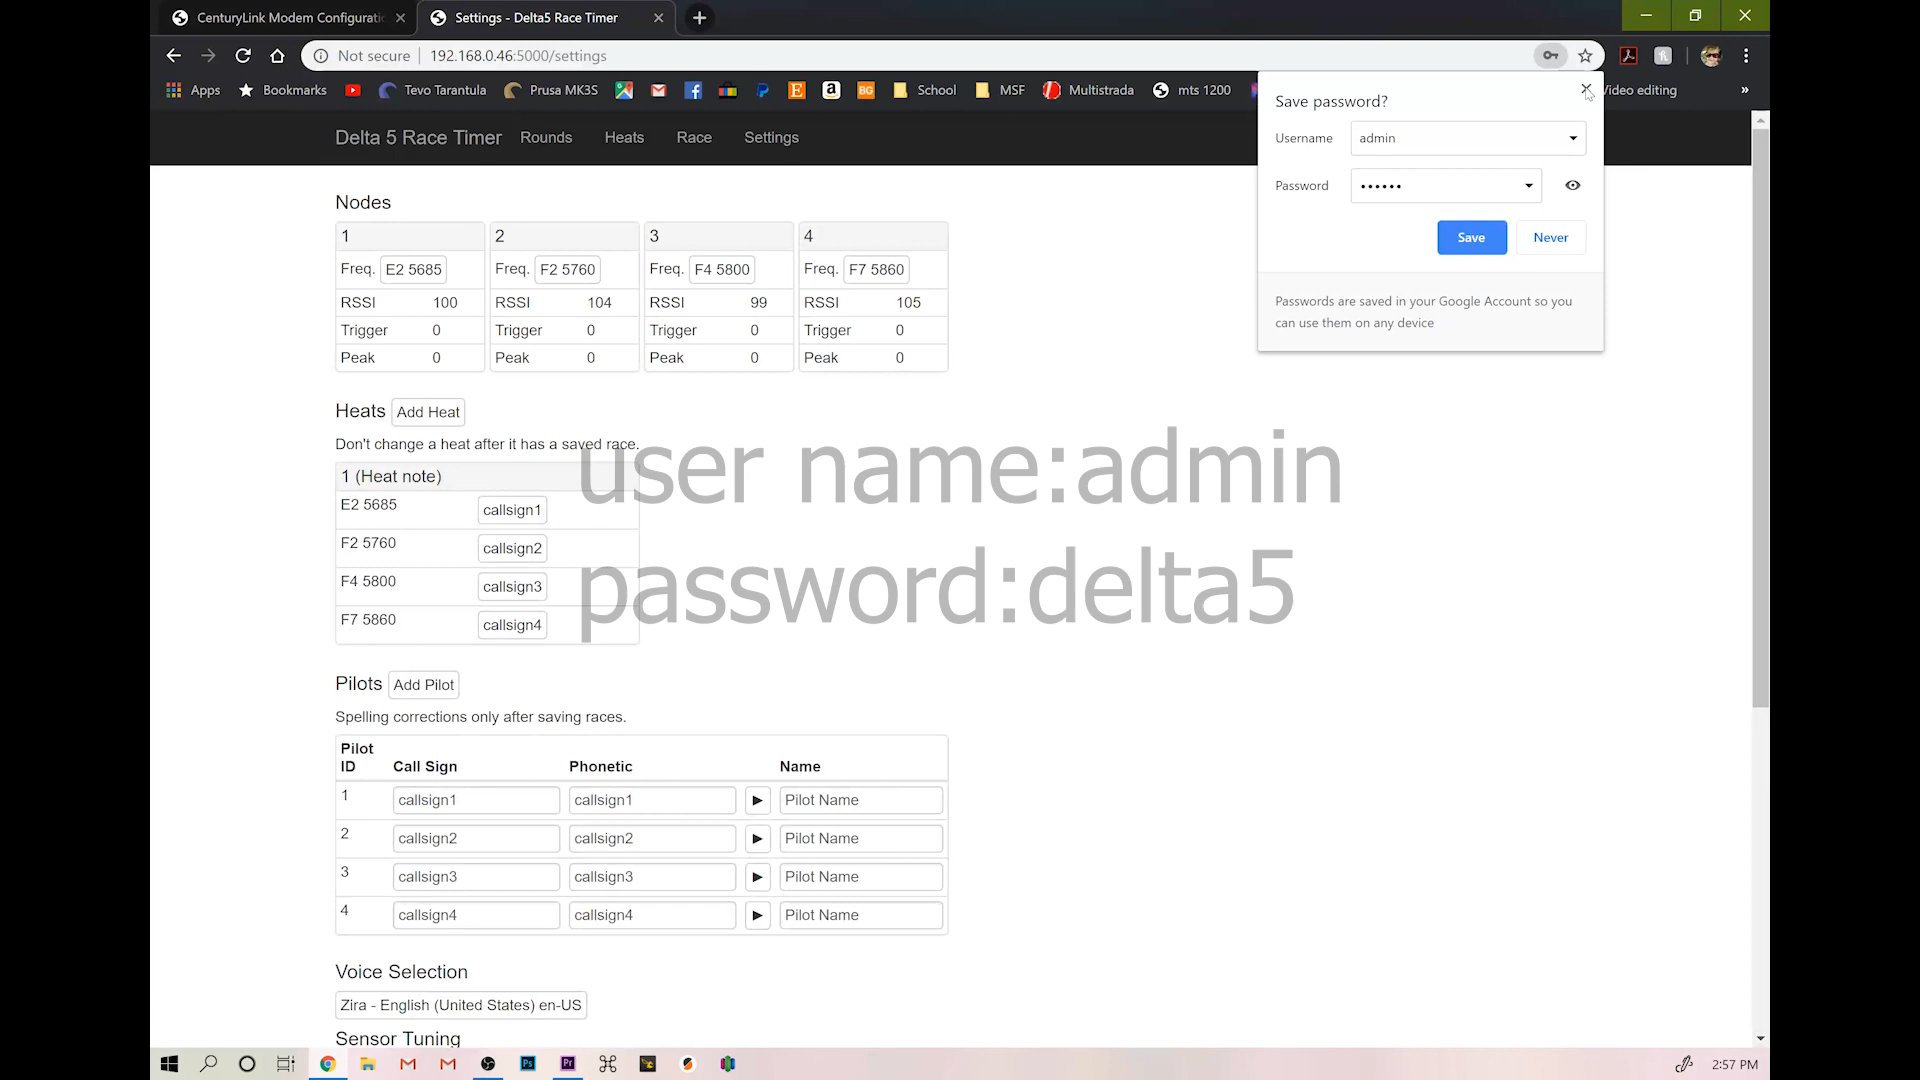 CenturyLink Modem Configurati
Settings - Delta5 Race Timer
Not secure 192.168.0.46:5000/settings
Apps Bookmarks Tevo Tarantula Prusa MK3S School MSF Multistrada mts 1200 Video editing »
Save password?
Username admin
Password ••••••
Save Never
Passwords are saved in your Google Account so you
can use them on any device
Delta 5 Race Timer Rounds Heats Race Settings
Nodes
1 2 3 4
Freq. E2 5685 Freq. F2 5760 Freq. F4 5800 Freq. F7 5860
RSSI 100 RSSI 104 RSSI 99 RSSI 105
Trigger 0 Trigger 0 Trigger 0 Trigger 0
Peak 0 Peak 0 Peak 0 Peak 0
Heats Add Heat
Don't change a heat after it has a saved race.
1 (Heat note)
E2 5685 callsign1
F2 5760 callsign2
F4 5800 callsign3
F7 5860 callsign4
user name:admin
password:delta5
Pilots Add Pilot
Spelling corrections only after saving races.
Pilot
ID Call Sign Phonetic Name
1 callsign1 callsign1 Pilot Name
2 callsign2 callsign2 Pilot Name
3 callsign3 callsign3 Pilot Name
4 callsign4 callsign4 Pilot Name
Voice Selection
Zira - English (United States) en-US
Sensor Tuning
2:57 PM